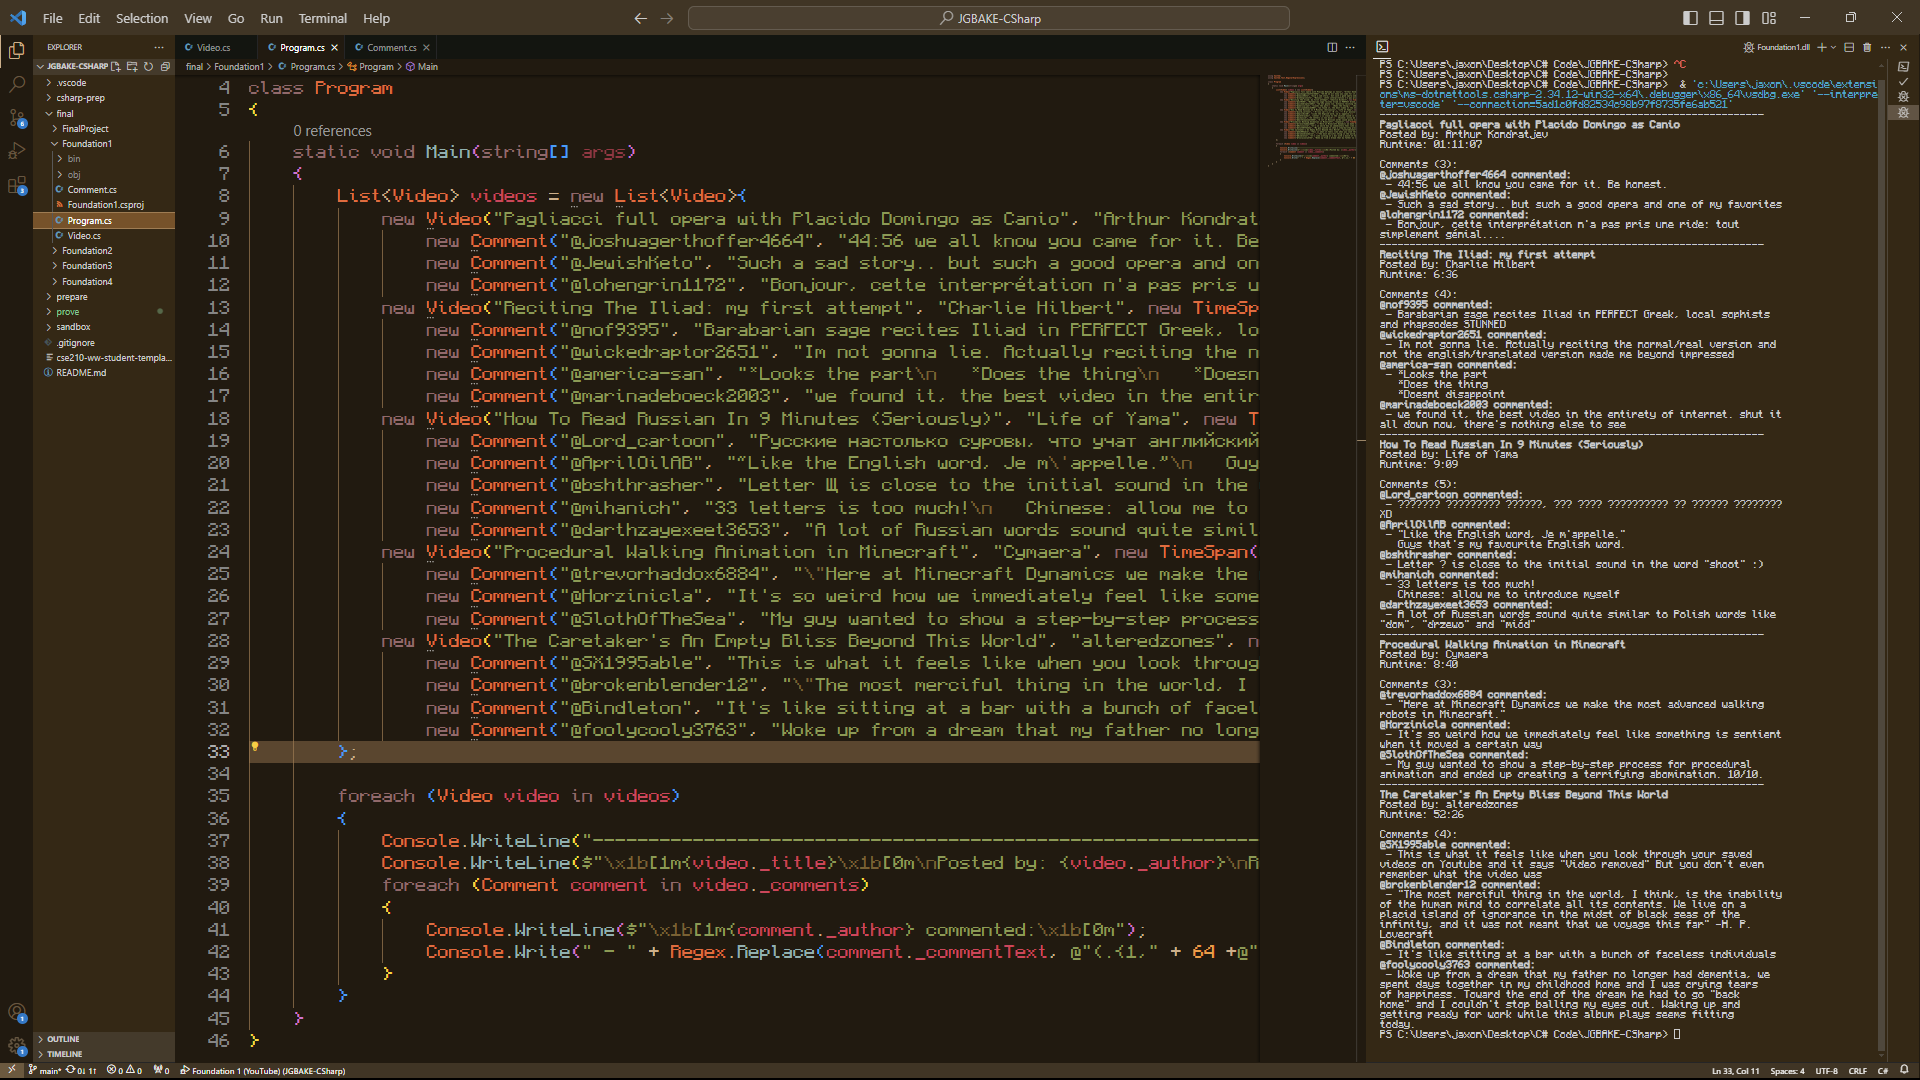 File Edit Selection View Go Run Terminal Help
JGBAKE-CSharp
EXPLORER
JGBAKE-CSHARP
.vscode
csharp-prep
final
FinalProject
Foundation1
bin
obj
Comment.cs
Foundation1.csproj
Program.cs
Video.cs
Foundation2
Foundation3
Foundation4
prepare
prove
sandbox
.gitignore
cse210-ww-student-templa...
README.md
OUTLINE
TIMELINE
Video.cs Program.cs Comment.cs
final > Foundation1 > Program.cs > Program > Main
4 class Program
5 {
0 references
6 static void Main(string[] args)
7 {
8 List<Video> videos = new List<Video>{
9 new Video("Pagliacci full opera with Placido Domingo as Canio", "Arthur Kondrat
10 new Comment("@joshuagerthoffer4664", "44:56 we all know you came for it. Be
11 new Comment("@JewishKeto", "Such a sad story.. but such a good opera and on
12 new Comment("@lohengrin1172", "Bonjour, cette interprétation n'a pas pris u
13 new Video("Reciting The Iliad: my first attempt", "Charlie Hilbert", new TimeSp
14 new Comment("@nof9395", "Barabarian sage recites Iliad in PERFECT Greek, lo
15 new Comment("@wickedraptor2651", "Im not gonna lie. Actually reciting the n
16 new Comment("@america-san", "*Looks the part\n   *Does the thing\n   *Doesn
17 new Comment("@marinadeboeck2003", "we found it, the best video in the entir
18 new Video("How To Read Russian In 9 Minutes (Seriously)", "Life of Yama", new T
19 new Comment("@Lord_cartoon", "Русские настолько суровы, что учат английский
20 new Comment("@AprilOilAB", "“Like the English word, Je m\'appelle.”\n   Guy
21 new Comment("@bshthrasher", "Letter Щ is close to the initial sound in the
22 new Comment("@mihanich", "33 letters is too much!\n   Chinese: allow me to
23 new Comment("@darthzayexeet3653", "A lot of Russian words sound quite simil
24 new Video("Procedural Walking Animation in Minecraft", "Cymaera", new TimeSpan(
25 new Comment("@trevorhaddox6884", "\"Here at Minecraft Dynamics we make the
26 new Comment("@Horzinicla", "It's so weird how we immediately feel like some
27 new Comment("@SlothOfTheSea", "My guy wanted to show a step-by-step process
28 new Video("The Caretaker's An Empty Bliss Beyond This World", "alteredzones", n
29 new Comment("@SX1995able", "This is what it feels like when you look throug
30 new Comment("@brokenblender12", "\"The most merciful thing in the world, I
31 new Comment("@Bindleton", "It's like sitting at a bar with a bunch of facel
32 new Comment("@foolycooly3763", "Woke up from a dream that my father no long
33 };
34
35 foreach (Video video in videos)
36 {
37 Console.WriteLine("------------------------------------------------------------
38 Console.WriteLine($"\x1b[1m{video._title}\x1b[0m\nPosted by: {video._author}\nR
39 foreach (Comment comment in video._comments)
40 {
41 Console.WriteLine($"\x1b[1m{comment._author} commented:\x1b[0m");
42 Console.Write(" - " + Regex.Replace(comment._commentText, @"(.{1," + 64 +@"
43 }
44 }
45 }
46 }
Foundation1.dll
PS C:\Users\jaxon\Desktop\C# Code\JGBAKE-CSharp> ^C
PS C:\Users\jaxon\Desktop\C# Code\JGBAKE-CSharp>
PS C:\Users\jaxon\Desktop\C# Code\JGBAKE-CSharp>  & 'c:\Users\jaxon\.vscode\extensi
ons\ms-dotnettools.csharp-2.34.12-win32-x64\.debugger\x86_64\vsdbg.exe' '--interpre
ter=vscode' '--connection=5ad1c0fd82534c98b97f8735fe6ab521'
----------------------------------------------------------------
Pagliacci full opera with Placido Domingo as Canio
Posted by: Arthur Kondratjev
Runtime: 01:11:07
Comments (3):
@joshuagerthoffer4664 commented:
- 44:56 we all know you came for it. Be honest.
@JewishKeto commented:
- Such a sad story.. but such a good opera and one of my favorites
@lohengrin1172 commented:
- Bonjour, cette interprétation n'a pas pris une ride: tout
simplement génial....
----------------------------------------------------------------
Reciting The Iliad: my first attempt
Posted by: Charlie Hilbert
Runtime: 6:36
Comments (4):
@nof9395 commented:
- Barabarian sage recites Iliad in PERFECT Greek, local sophists
and rhapsodes STUNNED
@wickedraptor2651 commented:
- Im not gonna lie. Actually reciting the normal/real version and
not the english/translated version made me beyond impressed
@america-san commented:
- *Looks the part
*Does the thing
*Doesnt disappoint
@marinadeboeck2003 commented:
- we found it, the best video in the entirety of internet. shut it
all down now, there's nothing else to see
----------------------------------------------------------------
How To Read Russian In 9 Minutes (Seriously)
Posted by: Life of Yama
Runtime: 9:09
Comments (5):
@Lord_cartoon commented:
- ??????? ????????? ??????, ??? ???? ?????????? ?? ?????? ????????
XD
@AprilOilAB commented:
- "Like the English word, Je m'appelle."
Guys that's my favourite English word.
@bshthrasher commented:
- Letter ? is close to the initial sound in the word "shoot" :)
@mihanich commented:
- 33 letters is too much!
Chinese: allow me to introduce myself
@darthzayexeet3653 commented:
- A lot of Russian words sound quite similar to Polish words like
"dom", "drzewo" and "miód"
----------------------------------------------------------------
Procedural Walking Animation in Minecraft
Posted by: Cymaera
Runtime: 8:40
Comments (3):
@trevorhaddox6884 commented:
- "Here at Minecraft Dynamics we make the most advanced walking
robots in Minecraft."
@Horzinicla commented:
- It's so weird how we immediately feel like something is sentient
when it moved a certain way
@SlothOfTheSea commented:
- My guy wanted to show a step-by-step process for procedural
animation and ended up creating a terrifying abomination. 10/10.
----------------------------------------------------------------
The Caretaker's An Empty Bliss Beyond This World
Posted by: alteredzones
Runtime: 52:26
Comments (4):
@SX1995able commented:
- This is what it feels like when you look through your saved
videos on Youtube and it says "Video removed" But you don't even
remember what the video was
@brokenblender12 commented:
- "The most merciful thing in the world, I think, is the inability
of the human mind to correlate all its contents. We live on a
placid island of ignorance in the midst of black seas of the
infinity, and it was not meant that we voyage this far" -H. P.
Lovecraft
@Bindleton commented:
- It's like sitting at a bar with a bunch of faceless individuals
@foolycooly3763 commented:
- Woke up from a dream that my father no longer had dementia, we
spent days together in my childhood home and I was crying tears
of happiness. Toward the end of the dream he had to go "back
home" and I couldn't stop balling my eyes out. Waking up and
getting ready for work while this album plays seems fitting
today.
PS C:\Users\jaxon\Desktop\C# Code\JGBAKE-CSharp>
main* 0↓ 1↑ 0 0 0 Foundation 1 (YouTube) (JGBAKE-CSharp) Ln 33, Col 11 Spaces: 4 UTF-8 CRLF C#